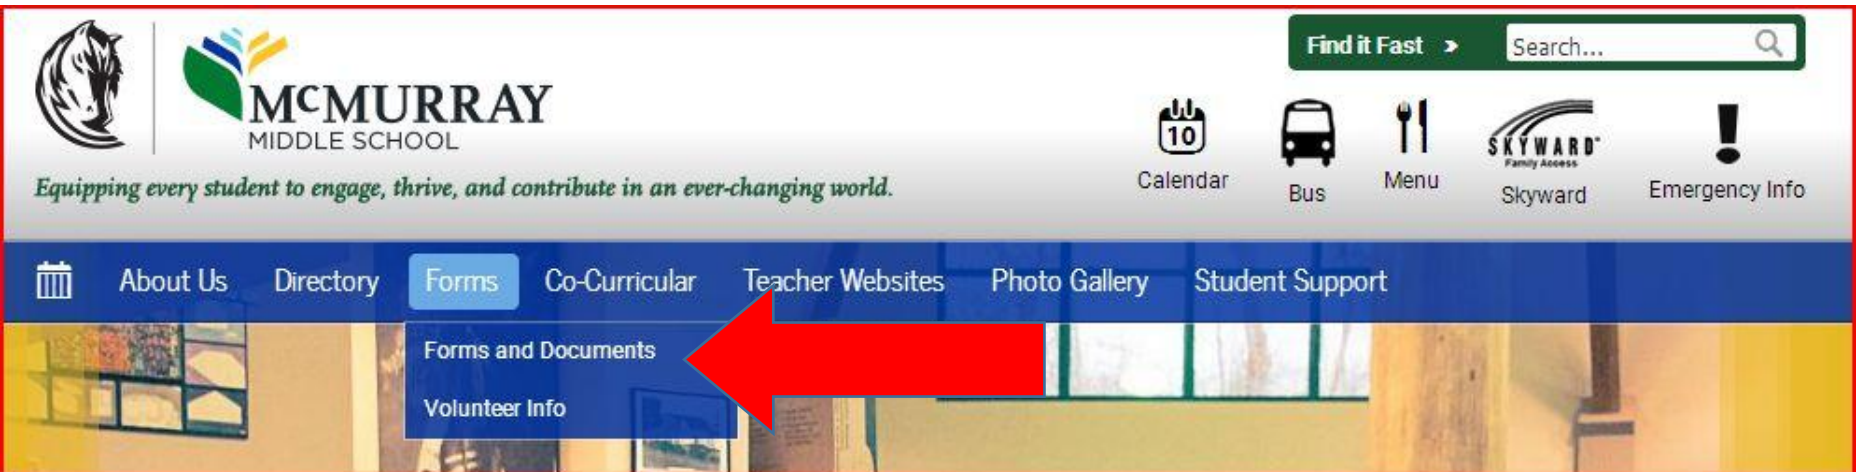 Find it Fast
Search...
McMURRAY
MIDDLE SCHOOL
Equipping every student to engage, thrive, and contribute in an ever-changing world.
10
Calendar
Bus
Menu
SKYWARD®
Family Access
Skyward
Emergency Info
About Us
Directory
Forms
Co-Curricular
Teacher Websites
Photo Gallery
Student Support
Forms and Documents
Volunteer Info